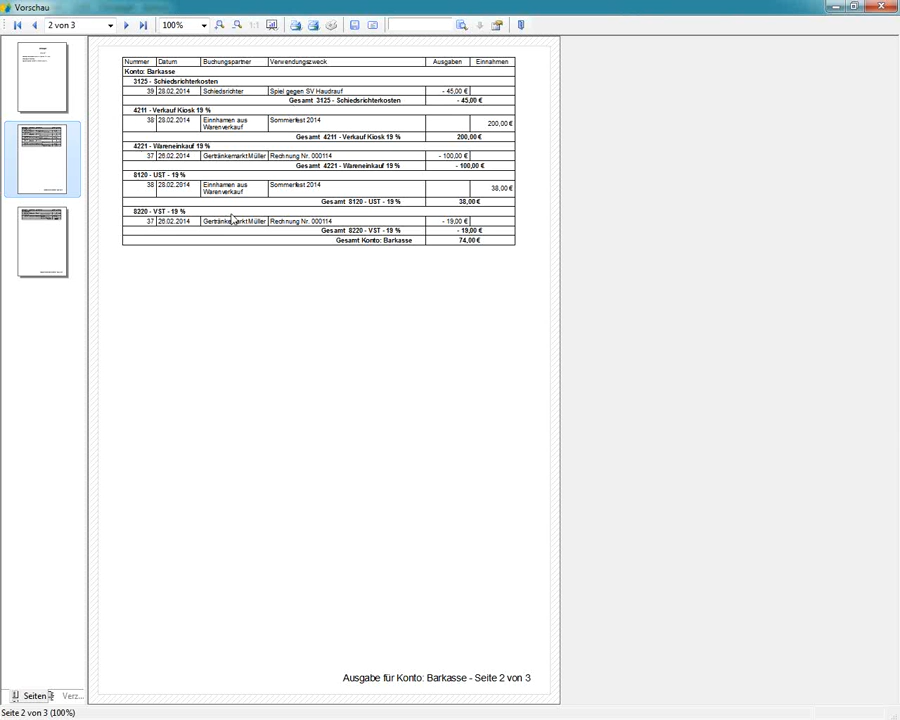 Vorschau
2 von 3 100% 1:1
Nummer Datum Buchungspartner Verwendungszweck Ausgaben Einnahmen
Konto: Barkasse
3125 - Schiedsrichterkosten
39 28.02.2014 Schiedsrichter Spiel gegen SV Haudrauf - 45,00 €
Gesamt 3125 - Schiedsrichterkosten - 45,00 €
4211 - Verkauf Kiosk 19 %
38 28.02.2014 Einnhamen aus Sommerfest 2014 200,00 €
Warenverkauf
Gesamt 4211 - Verkauf Kiosk 19 % 200,00 €
4221 - Wareneinkauf 19 %
37 26.02.2014 Gertränkemarkt Müller Rechnung Nr. 000114 - 100,00 €
Gesamt 4221 - Wareneinkauf 19 % - 100,00 €
8120 - UST - 19 %
38 28.02.2014 Einnhamen aus Sommerfest 2014 38,00 €
Warenverkauf
Gesamt 8120 - UST - 19 % 38,00 €
8220 - VST - 19 %
37 26.02.2014 Gertränkemarkt Müller Rechnung Nr. 000114 - 19,00 €
Gesamt 8220 - VST - 19 % - 19,00 €
Gesamt Konto: Barkasse 74,00 €
Ausgabe für Konto: Barkasse - Seite 2 von 3
Seiten Verz...
Seite 2 von 3 (100%)